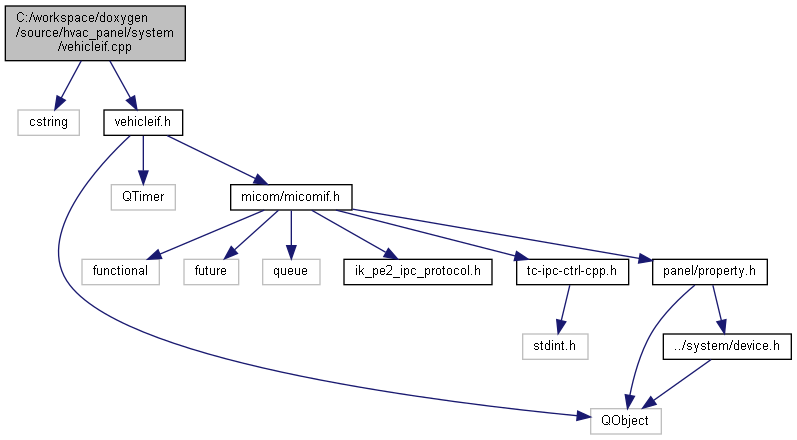 C:/workspace/doxygen
/source/hvac_panel/system
/vehicleif.cpp
cstring
vehicleif.h
QTimer
micom/micomif.h
functional
future
queue
ik_pe2_ipc_protocol.h
tc-ipc-ctrl-cpp.h
panel/property.h
stdint.h
../system/device.h
QObject